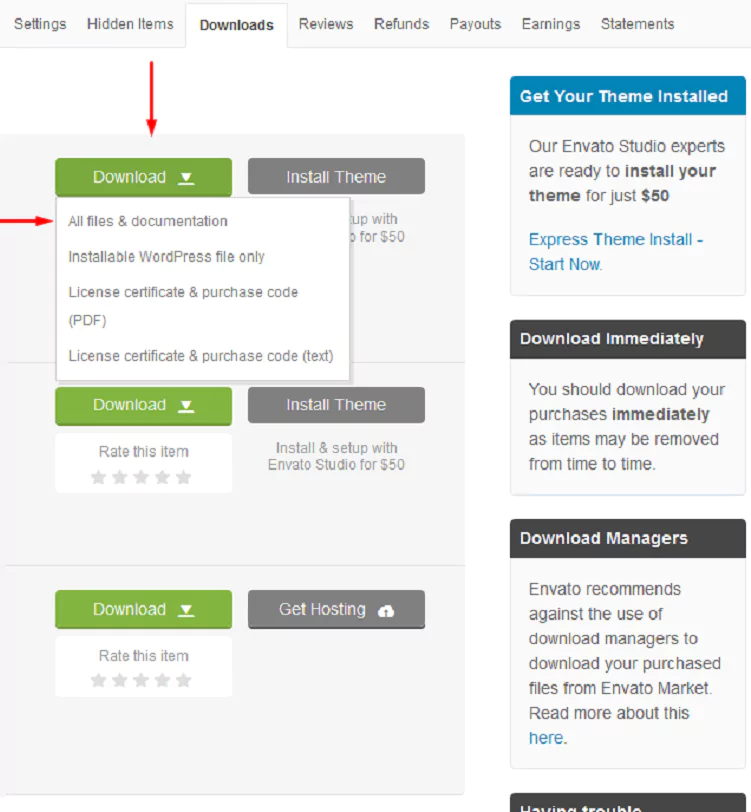 Settings Hidden Items Downloads Reviews Refunds Payouts Earnings Statements
Download Install Theme
All files & documentation
Installable WordPress file only
License certificate & purchase code
(PDF)
License certificate & purchase code (text)
up with
for $50
Download Install Theme
Rate this item
Install & setup with
Envato Studio for $50
Download Get Hosting
Rate this item
Get Your Theme Installed
Our Envato Studio experts
are ready to install your
theme for just $50
Express Theme Install -
Start Now.
Download Immediately
You should download your
purchases immediately
as items may be removed
from time to time.
Download Managers
Envato recommends
against the use of
download managers to
download your purchased
files from Envato Market.
Read more about this
here.
Having trouble